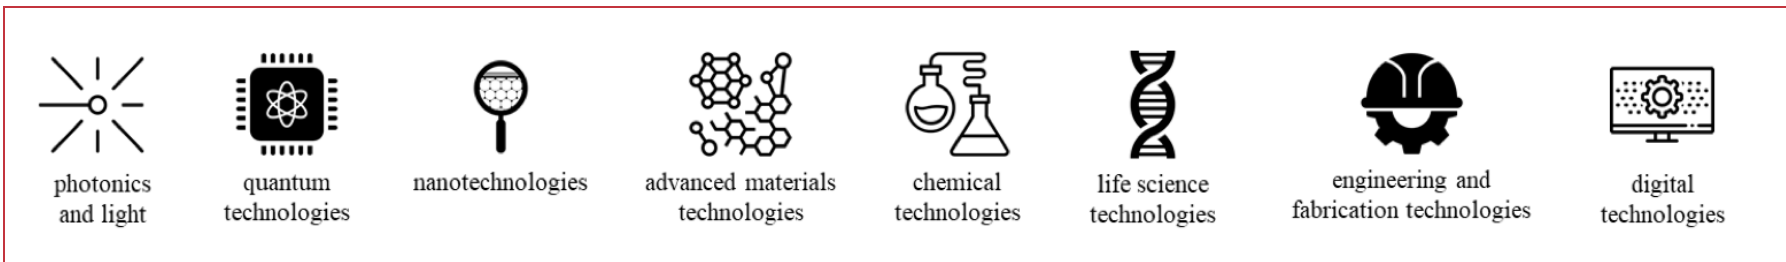 photonics
and light
quantum
technologies
nanotechnologies
advanced materials
technologies
chemical
technologies
life science
technologies
engineering and
fabrication technologies
digital
technologies